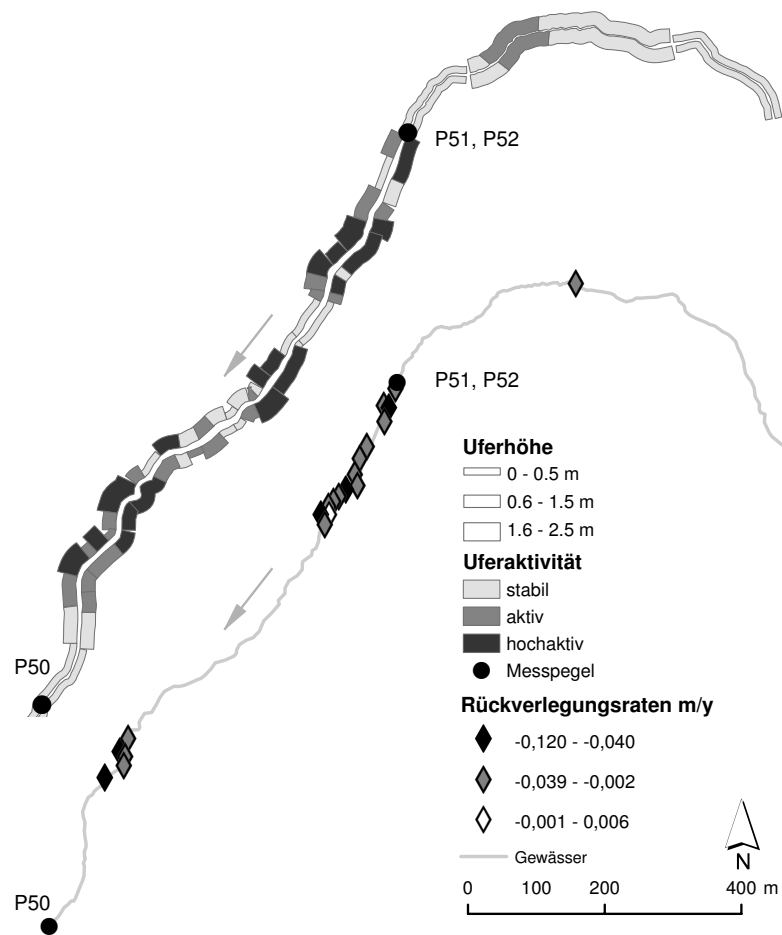 P51, P52
P51, P52
Uferhöhe
0 - 0.5 m
0.6 - 1.5 m
1.6 - 2.5 m
Uferaktivität
stabil
aktiv
hochaktiv
Messpegel
P50
Rückverlegungsraten m/y
-0,120 - -0,040
-0,039 - -0,002
-0,001 - 0,006
Gewässer
N
P50
0 100 200 400 m